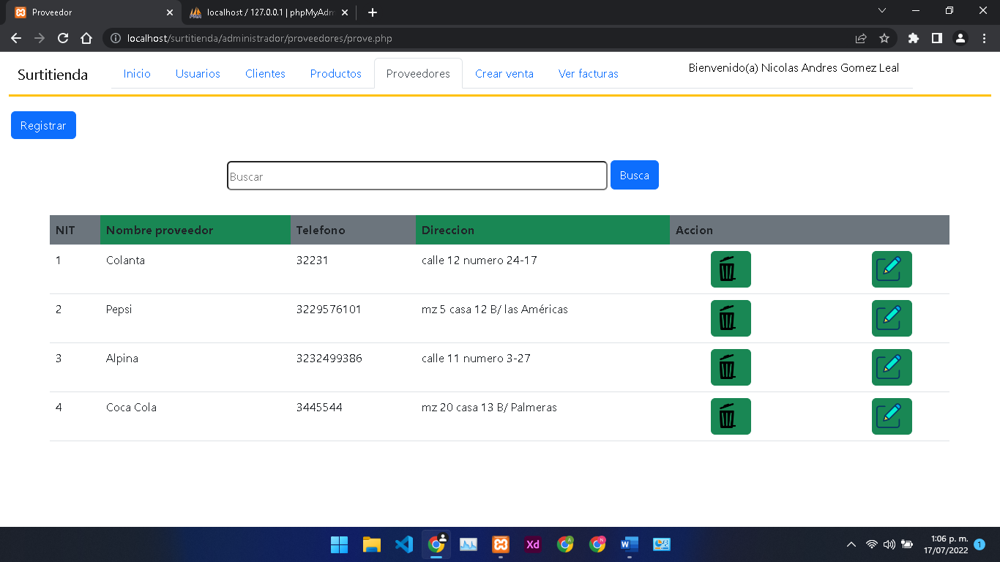 Proveedor
localhost / 127.0.0.1 | phpMyAdm
localhost/surtitienda/administrador/proveedores/prove.php
Surtitienda Inicio Usuarios Clientes Productos Proveedores Crear venta Ver facturas Bienvenido(a) Nicolas Andres Gomez Leal
Registrar
Buscar Busca
NIT Nombre proveedor Telefono Direccion Accion
1 Colanta 32231 calle 12 numero 24-17
2 Pepsi 3229576101 mz 5 casa 12 B/ las Américas
3 Alpina 3232499386 calle 11 numero 3-27
4 Coca Cola 3445544 mz 20 casa 13 B/ Palmeras
Xd A N W
1:06 p. m.
17/07/2022 1